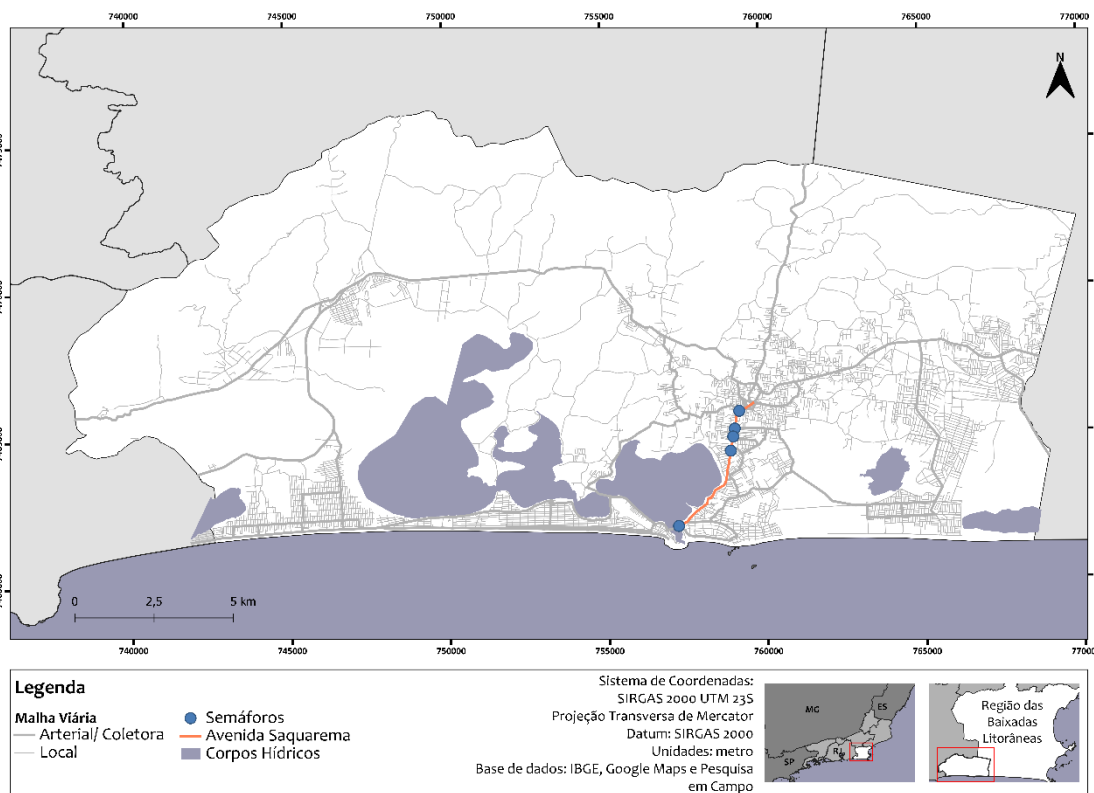 740000 745000 750000 755000 760000 765000 770000
N
0 2,5 5 km
740000 745000 750000 755000 760000 765000 77000
Legenda
Malha Viária
Arterial/ Coletora
Local
Semáforos
Avenida Saquarema
Corpos Hídricos
Sistema de Coordenadas:
SIRGAS 2000 UTM 23S
Projeção Transversa de Mercator
Datum: SIRGAS 2000
Unidades: metro
Base de dados: IBGE, Google Maps e Pesquisa
em Campo
MG
ES
SP
Região das
Baixadas
Litorâneas